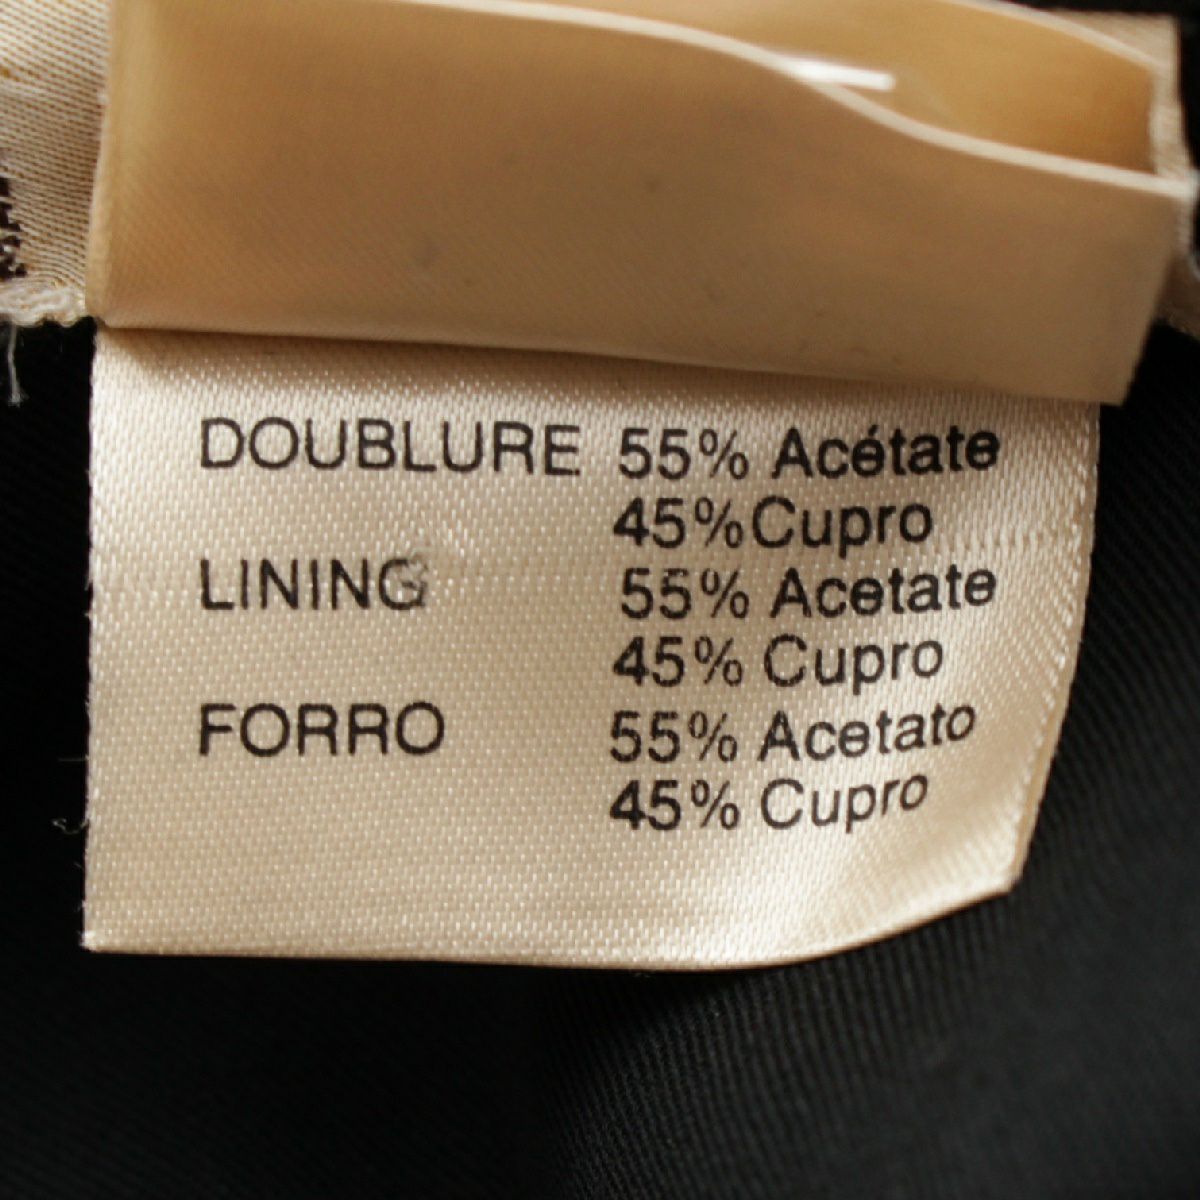 DOUBLURE 55% Acétate
45% Cupro
LINING 55% Acetate
45% Cupro
FORRO 55% Acetato
45% Cupro